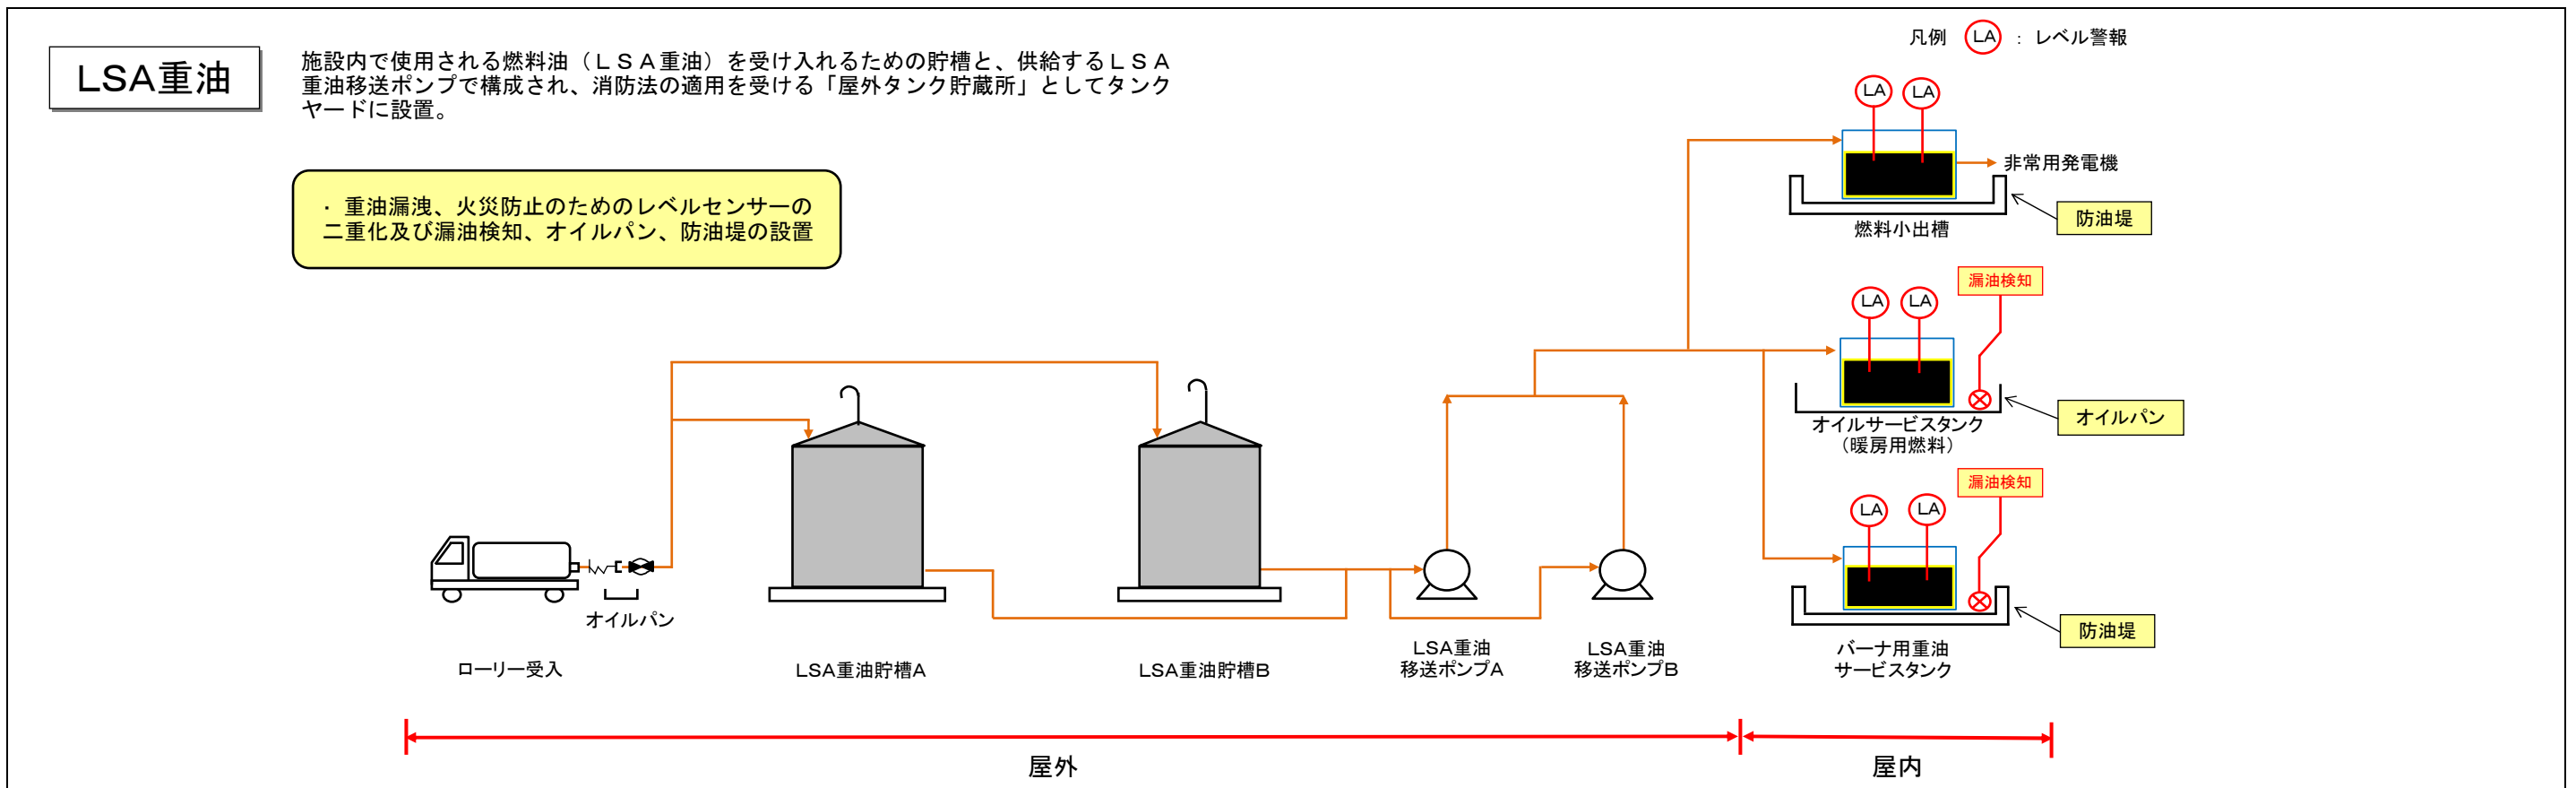 LSA重油
施設内で使用される燃料油（ＬＳＡ重油）を受け入れるための貯槽と、供給するＬＳＡ
重油移送ポンプで構成され、消防法の適用を受ける「屋外タンク貯蔵所」としてタンク
ヤードに設置。
凡例 LA ： レベル警報
・ 重油漏洩、火災防止のためのレベルセンサーの
二重化及び漏油検知、オイルパン、防油堤の設置
LA LA
非常用発電機
防油堤
燃料小出槽
漏油検知
LA LA
オイルパン
オイルサービスタンク
（暖房用燃料）
漏油検知
LA LA
防油堤
バーナ用重油
サービスタンク
オイルパン
ローリー受入
LSA重油貯槽A
LSA重油貯槽B
LSA重油
移送ポンプA
LSA重油
移送ポンプB
屋外
屋内